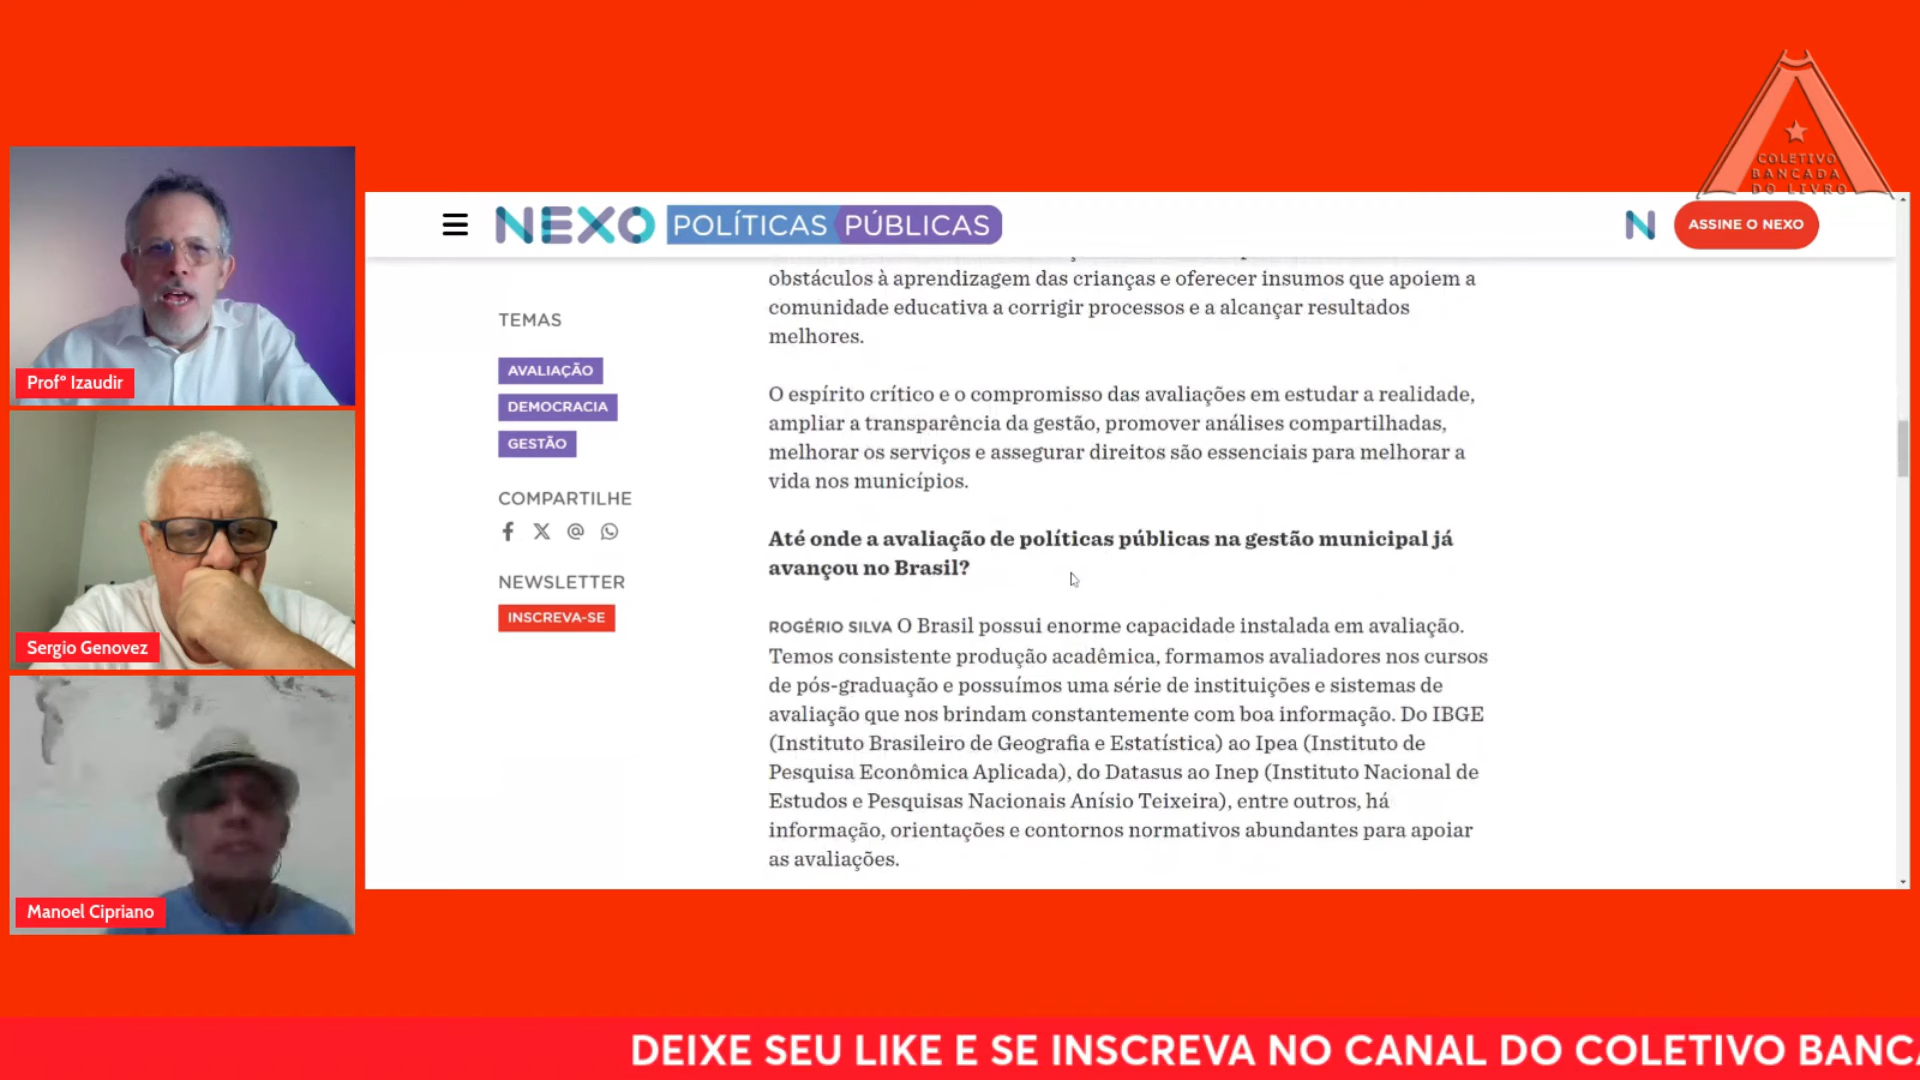 COLETIVO
BANCADA
DO LIVRO
Profº Izaudir
Sergio Genovez
Manoel Cipriano
NEXO POLÍTICAS PÚBLICAS
N
ASSINE O NEXO
TEMAS
AVALIAÇÃO
DEMOCRACIA
GESTÃO
COMPARTILHE
NEWSLETTER
INSCREVA-SE
obstáculos à aprendizagem das crianças e oferecer insumos que apoiem a
comunidade educativa a corrigir processos e a alcançar resultados
melhores.
O espírito crítico e o compromisso das avaliações em estudar a realidade,
ampliar a transparência da gestão, promover análises compartilhadas,
melhorar os serviços e assegurar direitos são essenciais para melhorar a
vida nos municípios.
Até onde a avaliação de políticas públicas na gestão municipal já
avançou no Brasil?
ROGÉRIO SILVA O Brasil possui enorme capacidade instalada em avaliação.
Temos consistente produção acadêmica, formamos avaliadores nos cursos
de pós-graduação e possuímos uma série de instituições e sistemas de
avaliação que nos brindam constantemente com boa informação. Do IBGE
(Instituto Brasileiro de Geografia e Estatística) ao Ipea (Instituto de
Pesquisa Econômica Aplicada), do Datasus ao Inep (Instituto Nacional de
Estudos e Pesquisas Nacionais Anísio Teixeira), entre outros, há
informação, orientações e contornos normativos abundantes para apoiar
as avaliações.
DEIXE SEU LIKE E SE INSCREVA NO CANAL DO COLETIVO BANC